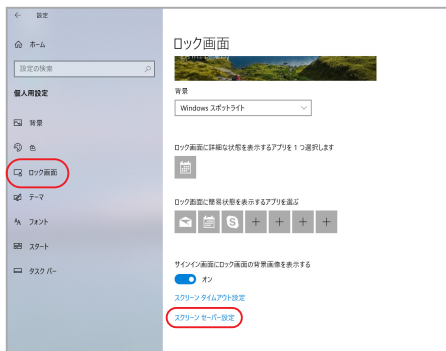 設定
ホーム
設定の検索
個人用設定
背景
色
ロック画面
テーマ
フォント
スタート
タスク バー
ロック画面
背景
Windows スポットライト
ロック画面に詳細な状態を表示するアプリを 1 つ選択します
ロック画面に簡易状態を表示するアプリを選ぶ
サインイン画面にロック画面の背景画像を表示する
オン
スクリーン タイムアウト設定
スクリーン セーバー設定